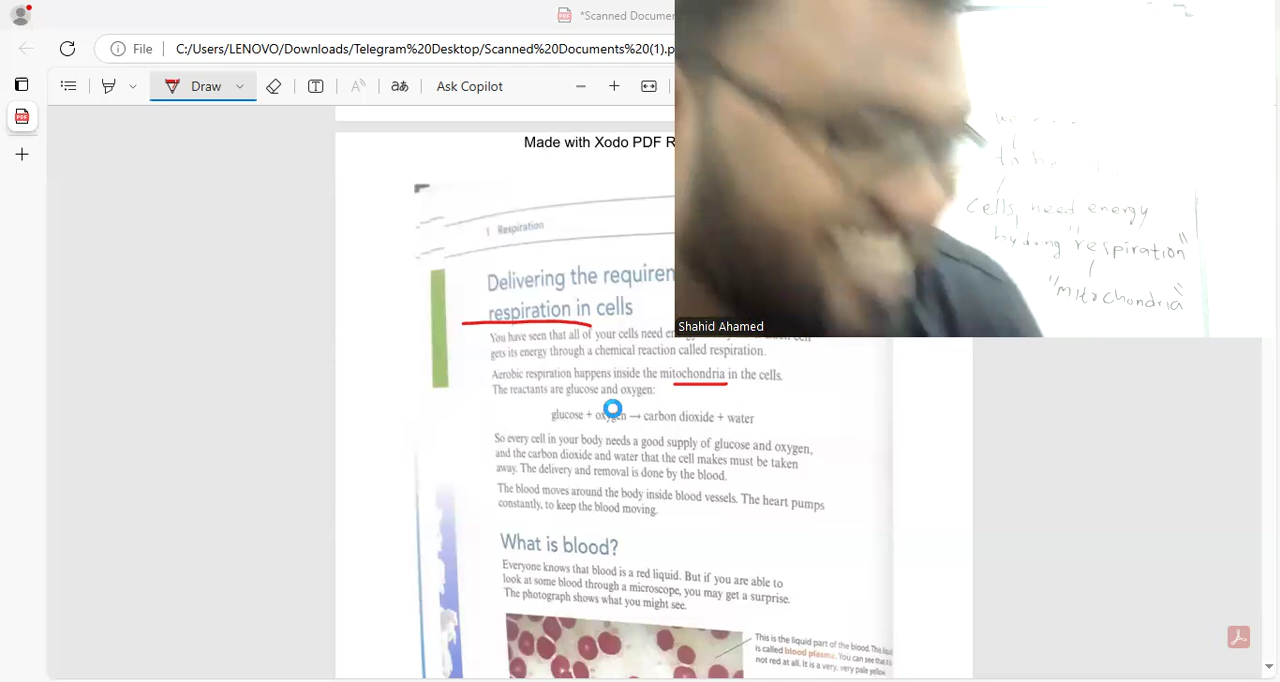 *Scanned Documen
File
C:/Users/LENOVO/Downloads/Telegram%20Desktop/Scanned%20Documents%20(1).p
Draw
Ask Copilot
Made with Xodo PDF R
1 Respiration
Delivering the requirem
respiration in cells
You have seen that all of your cells need
gets its energy through a chemical reaction called respiration.
Aerobic respiration happens inside the mitochondria in the cells.
The reactants are glucose and oxygen:
glucose + oxygen → carbon dioxide + water
So every cell in your body needs a good supply of glucose and oxygen,
and the carbon dioxide and water that the cell makes must be taken
away. The delivery and removal is done by the blood.
The blood moves around the body inside blood vessels. The heart pumps
constantly, to keep the blood moving.
What is blood?
Everyone knows that blood is a red liquid. But if you are able to
look at some blood through a microscope, you may get a surprise.
The photograph shows what you might see.
This is the liquid part of the blood. The
is called blood plasma. You can see that
not red at all. It is a very, very pale yellow
Shahid Ahamed
Cells, need energy
respiration"
"Mitochondria"